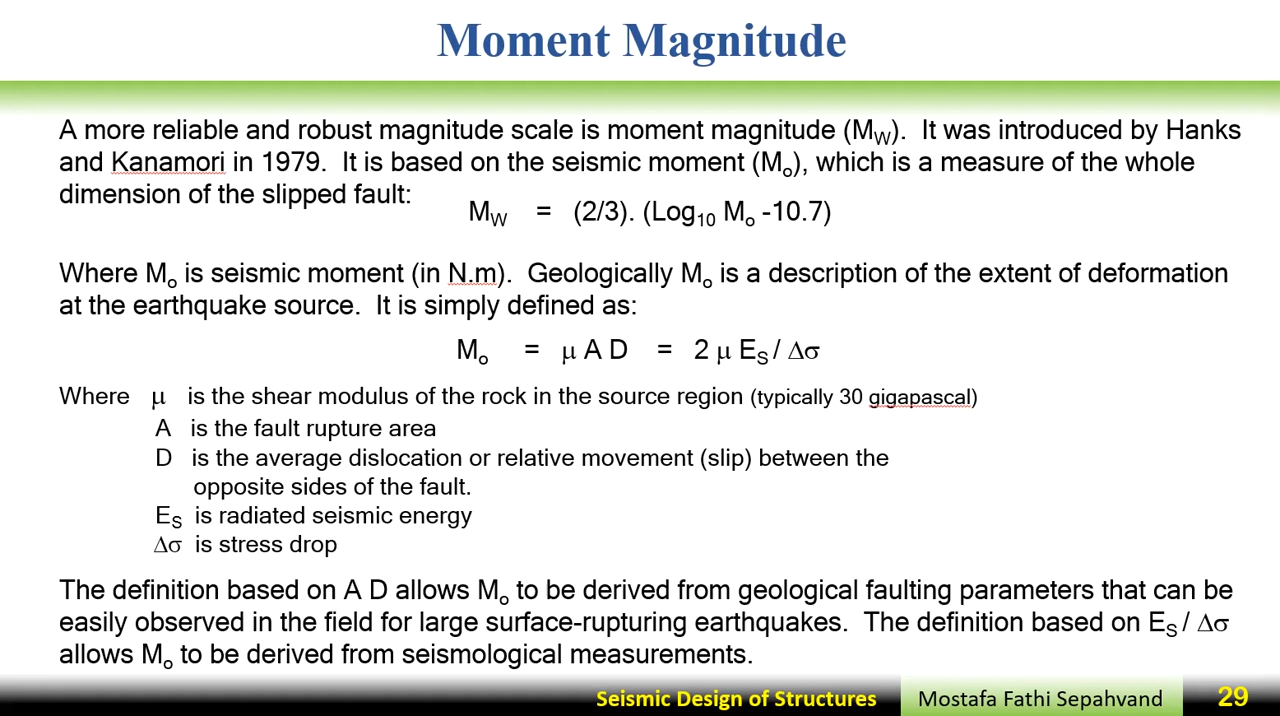 Moment Magnitude
A more reliable and robust magnitude scale is moment magnitude (MW).  It was introduced by Hanks
and Kanamori in 1979.  It is based on the seismic moment (Mo), which is a measure of the whole
dimension of the slipped fault:
MW = (2/3). (Log10 Mo -10.7)
Where Mo is seismic moment (in N.m).  Geologically Mo is a description of the extent of deformation
at the earthquake source.  It is simply defined as:
Mo = μ A D = 2 μ ES / Δσ
Where μ is the shear modulus of the rock in the source region (typically 30 gigapascal)
A is the fault rupture area
D is the average dislocation or relative movement (slip) between the
opposite sides of the fault.
ES is radiated seismic energy
Δσ is stress drop
The definition based on A D allows Mo to be derived from geological faulting parameters that can be
easily observed in the field for large surface-rupturing earthquakes.  The definition based on ES / Δσ
allows Mo to be derived from seismological measurements.
Seismic Design of Structures Mostafa Fathi Sepahvand 29